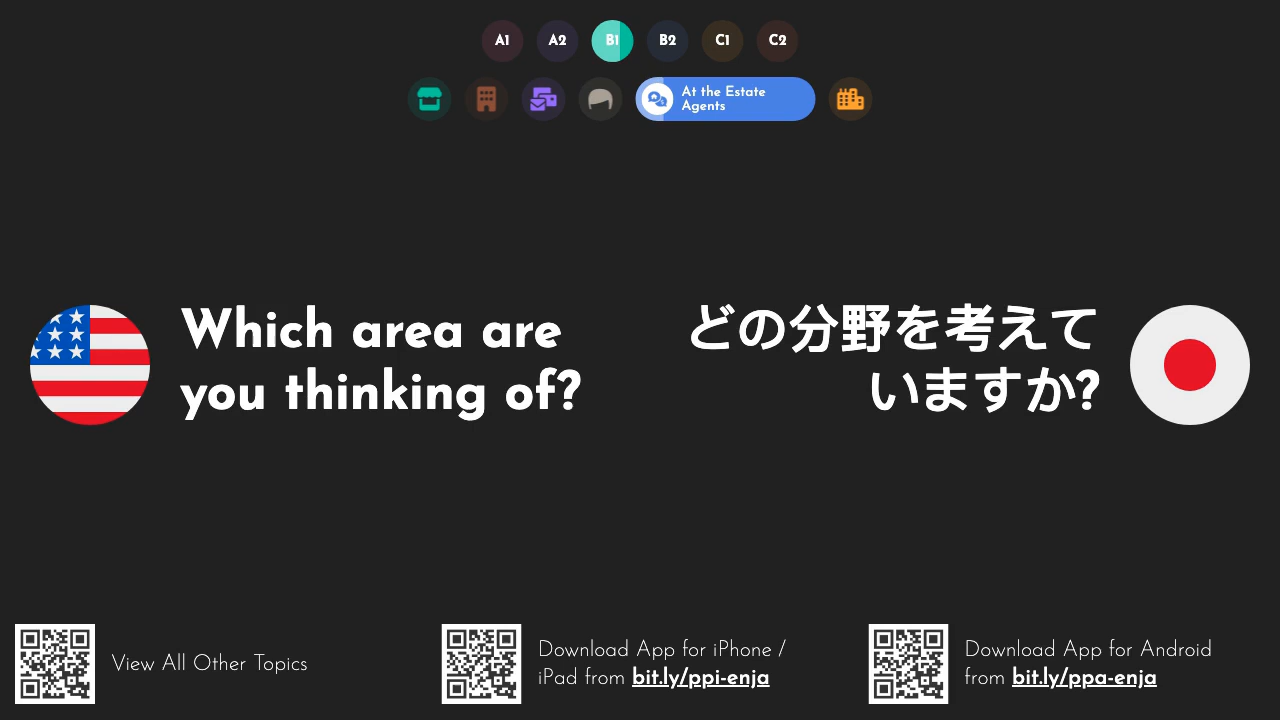 A1 A2 B1 B2 C1 C2
At the Estate
Agents
Which area are
you thinking of?
どの分野を考えて
いますか?
View All Other Topics
Download App for iPhone /
iPad from bit.ly/ppi-enja
Download App for Android
from bit.ly/ppa-enja